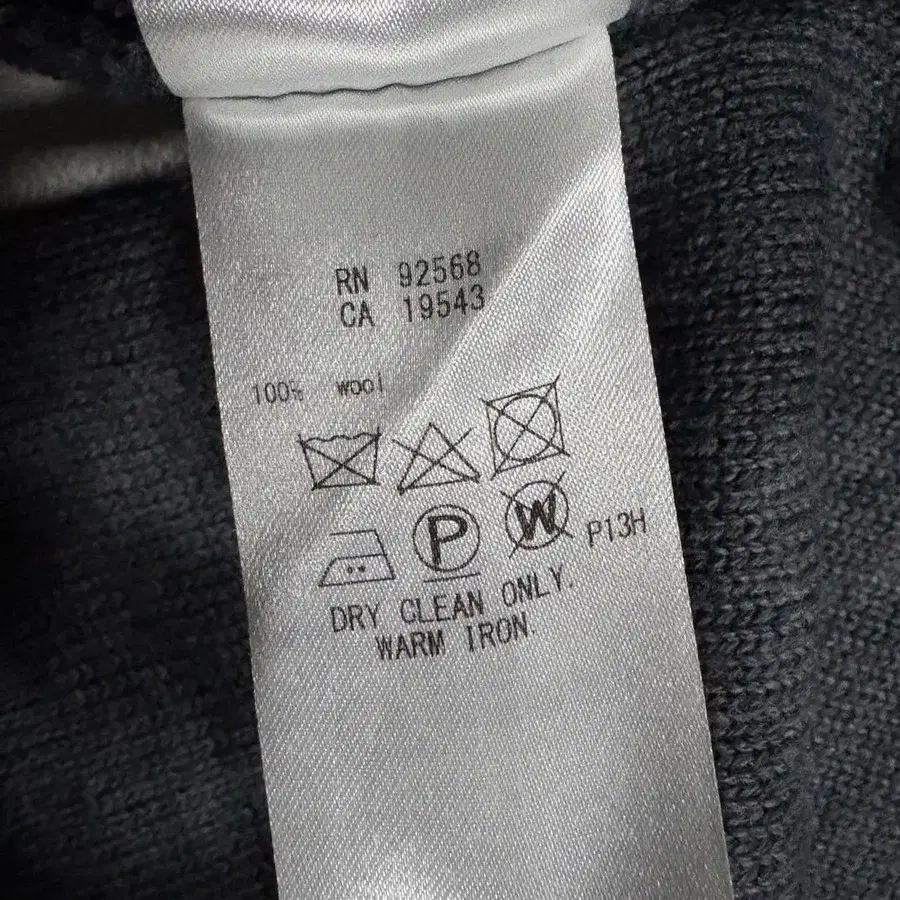 RN 92568
CA 19543
100% wool
P W P13H
DRY CLEAN ONLY.
WARM IRON.